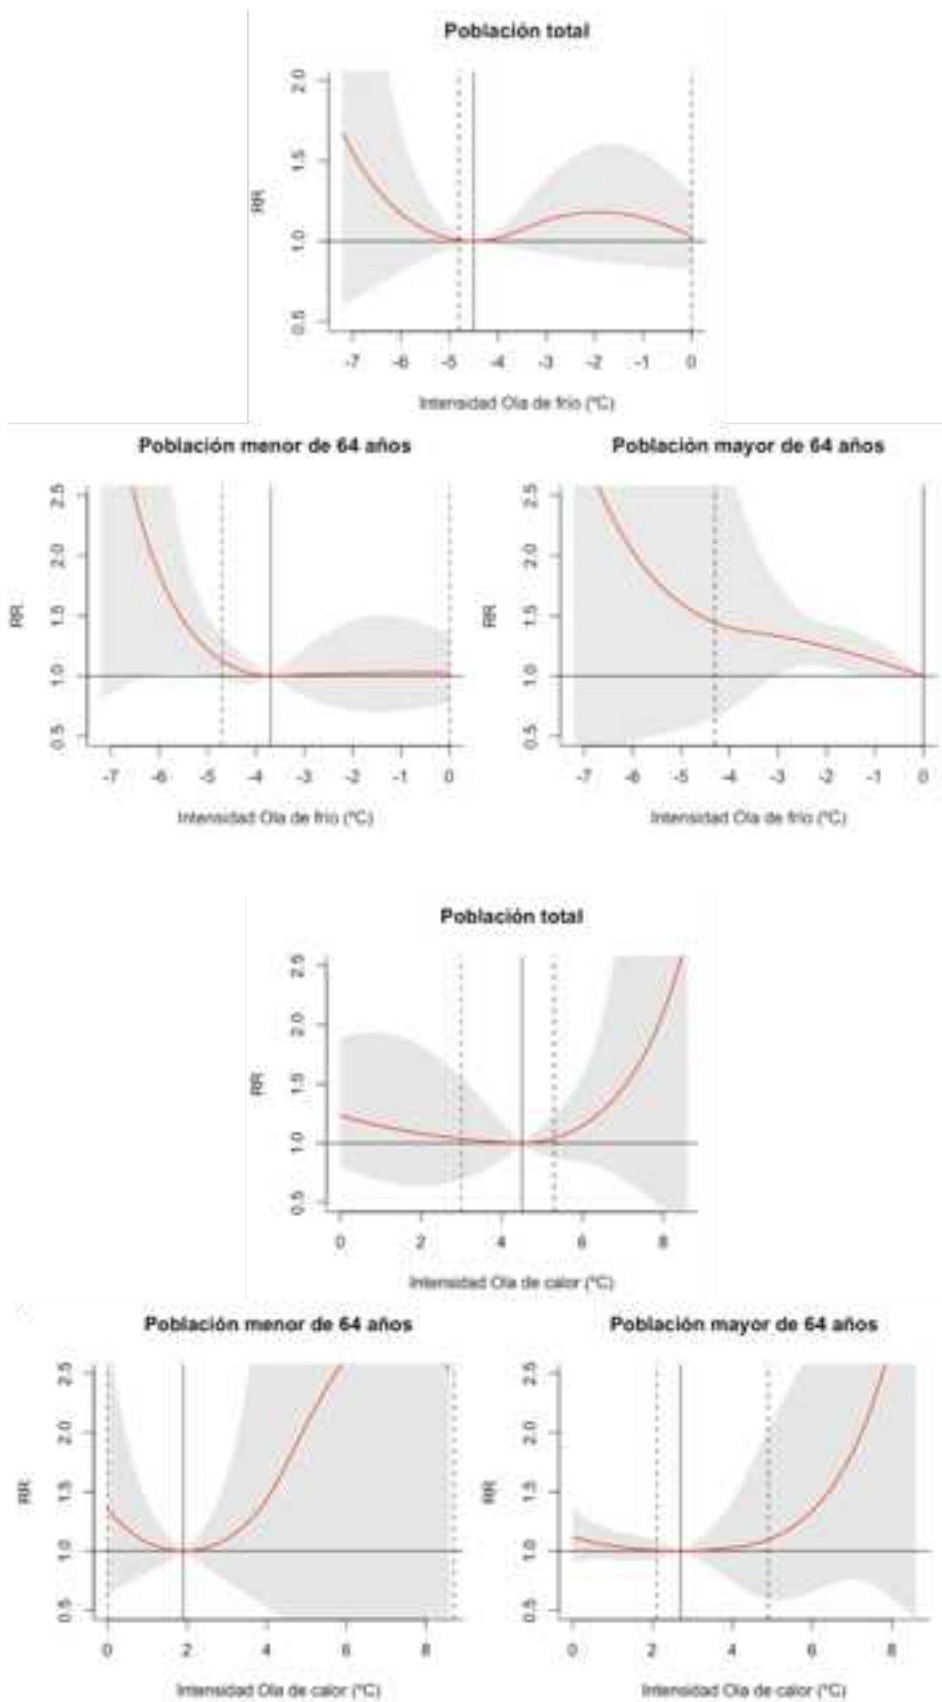 Población total
2.0
1.5
RR
1.0
0.5
-7 -6 -5 -4 -3 -2 -1 0
Intensidad Ola de frío (ºC)
Población menor de 64 años
2.5
2.0
1.5
RR
1.0
0.5
-7 -6 -5 -4 -3 -2 -1 0
Intensidad Ola de frío (ºC)
Población mayor de 64 años
2.5
2.0
1.5
RR
1.0
0.5
-7 -6 -5 -4 -3 -2 -1 0
Intensidad Ola de frío (ºC)
Población total
2.5
2.0
1.5
RR
1.0
0.5
0 2 4 6 8
Intensidad Ola de calor (ºC)
Población menor de 64 años
2.5
2.0
1.5
RR
1.0
0.5
0 2 4 6 8
Intensidad Ola de calor (ºC)
Población mayor de 64 años
2.5
2.0
1.5
RR
1.0
0.5
0 2 4 6 8
Intensidad Ola de calor (ºC)